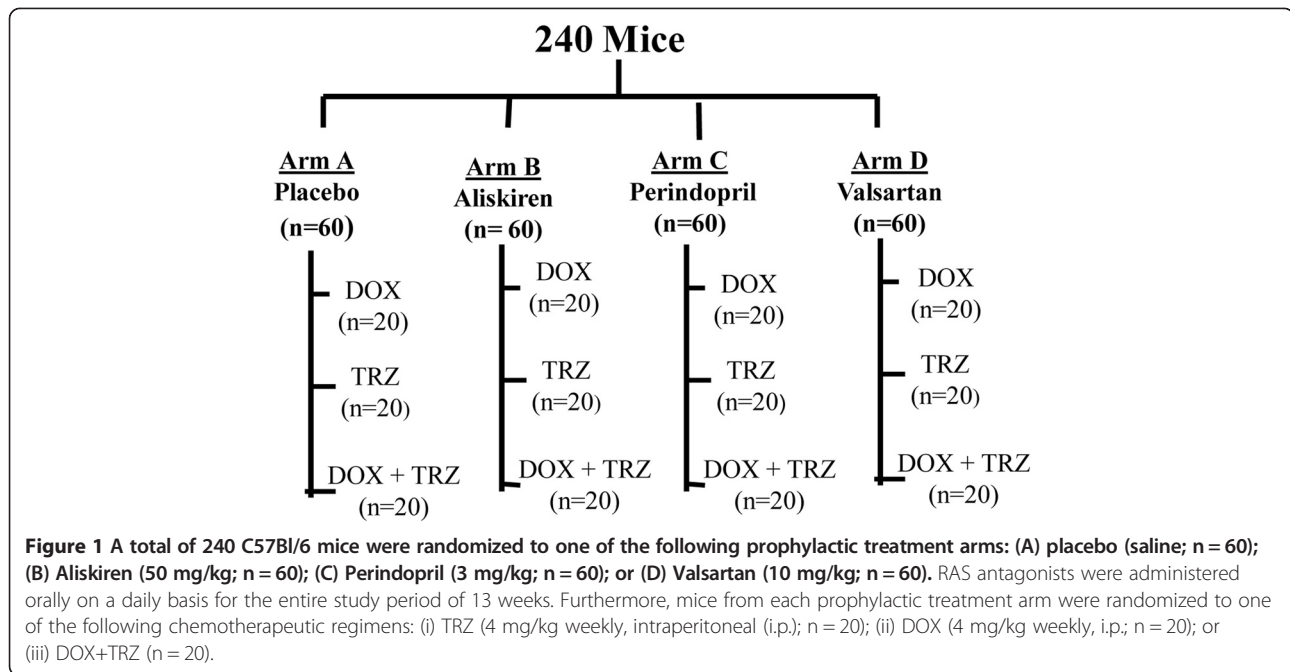 240 Mice
Arm A
Placebo
(n=60)
DOX
(n=20)
TRZ
(n=20)
DOX + TRZ
(n=20)
Arm B
Aliskiren
(n= 60)
DOX
(n=20)
TRZ
(n=20)
DOX + TRZ
(n=20)
Arm C
Perindopril
(n=60)
DOX
(n=20)
TRZ
(n=20)
DOX + TRZ
(n=20)
Arm D
Valsartan
(n=60)
DOX
(n=20)
TRZ
(n=20)
DOX + TRZ
(n=20)
Figure 1 A total of 240 C57Bl/6 mice were randomized to one of the following prophylactic treatment arms: (A) placebo (saline; n = 60);
(B) Aliskiren (50 mg/kg; n = 60); (C) Perindopril (3 mg/kg; n = 60); or (D) Valsartan (10 mg/kg; n = 60). RAS antagonists were administered
orally on a daily basis for the entire study period of 13 weeks. Furthermore, mice from each prophylactic treatment arm were randomized to one
of the following chemotherapeutic regimens: (i) TRZ (4 mg/kg weekly, intraperitoneal (i.p.); n = 20); (ii) DOX (4 mg/kg weekly, i.p.; n = 20); or
(iii) DOX+TRZ (n = 20).